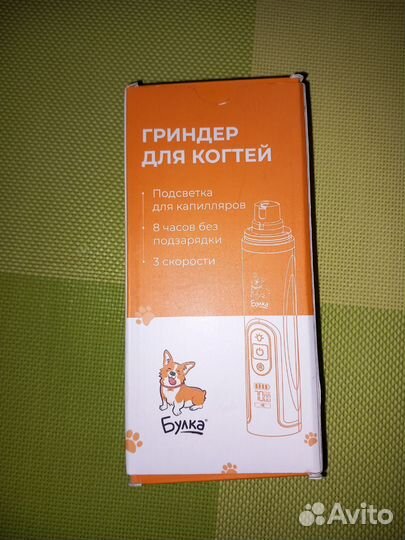 ГРИНДЕР
ДЛЯ КОГТЕЙ
• Подсветка
для капилляров
• 8 часов без
подзарядки
• 3 скорости
Булка
Булка®
Avito